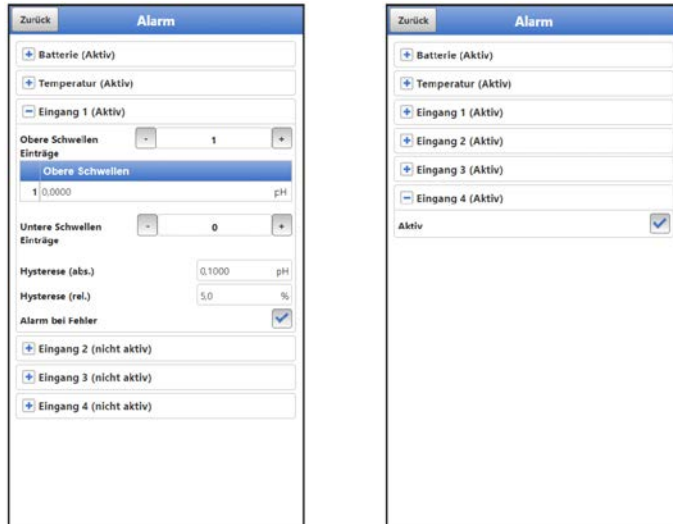 Zurück Alarm
Batterie (Aktiv)
Temperatur (Aktiv)
Eingang 1 (Aktiv)
Obere Schwellen - 1 +
Einträge
Obere Schwellen
1 0,0000 pH
Untere Schwellen - 0 +
Einträge
Hysterese (abs.) 0,1000 pH
Hysterese (rel.) 5,0 %
Alarm bei Fehler
Eingang 2 (nicht aktiv)
Eingang 3 (nicht aktiv)
Eingang 4 (nicht aktiv)
Zurück Alarm
Batterie (Aktiv)
Temperatur (Aktiv)
Eingang 1 (Aktiv)
Eingang 2 (Aktiv)
Eingang 3 (Aktiv)
Eingang 4 (Aktiv)
Aktiv